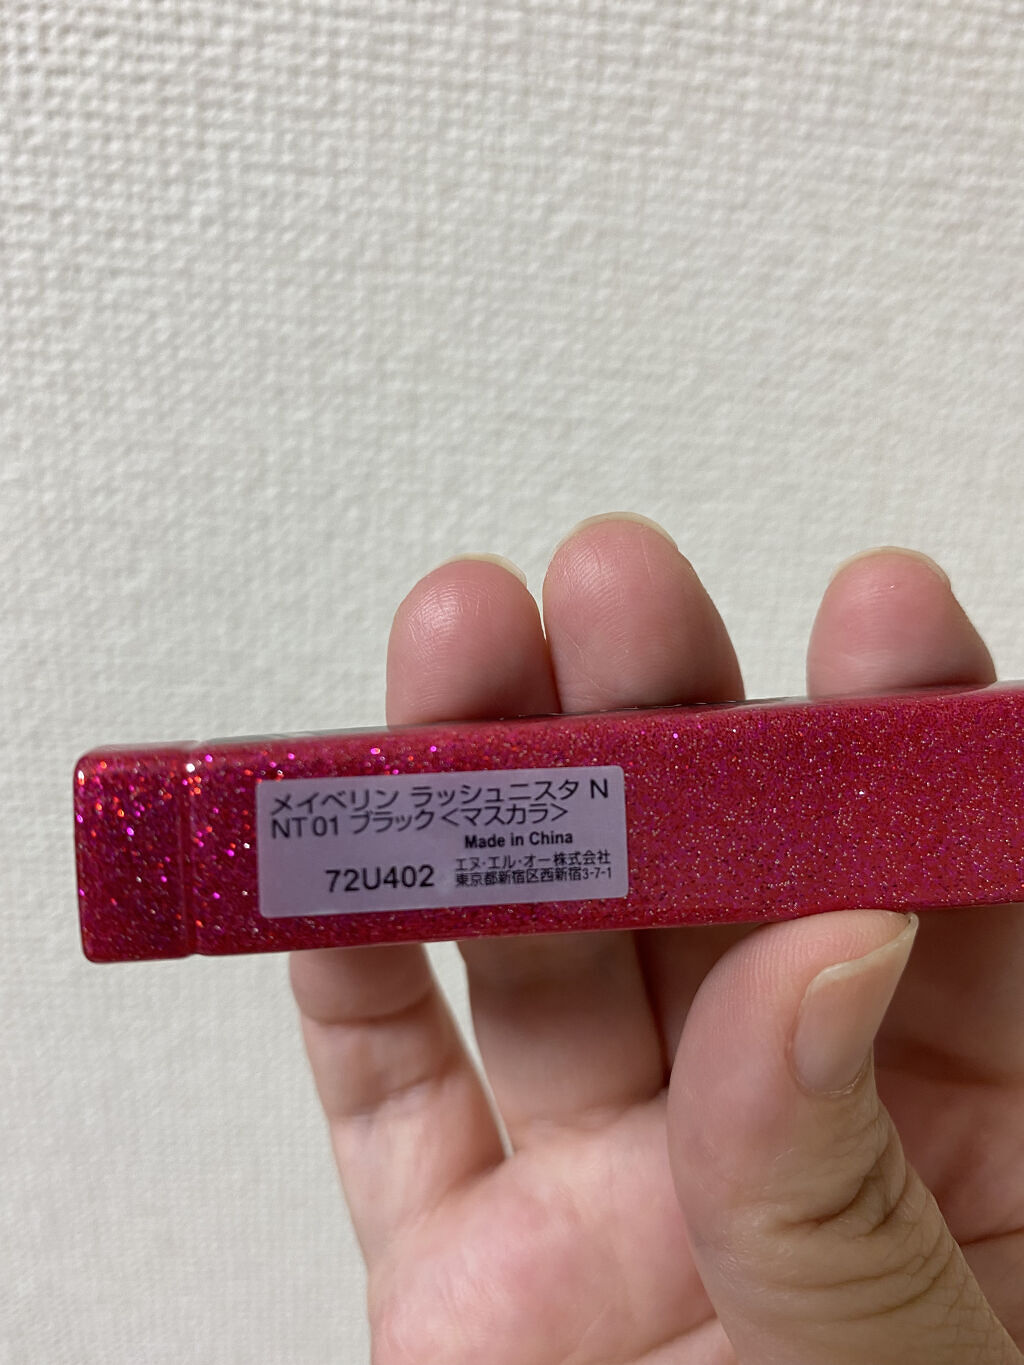 メイベリン ラッシュニスタ N
NT 01 ブラック<マスカラ>
Made in China
72U402
エヌ・エル・オー株式会社
東京都新宿区西新宿3-7-1